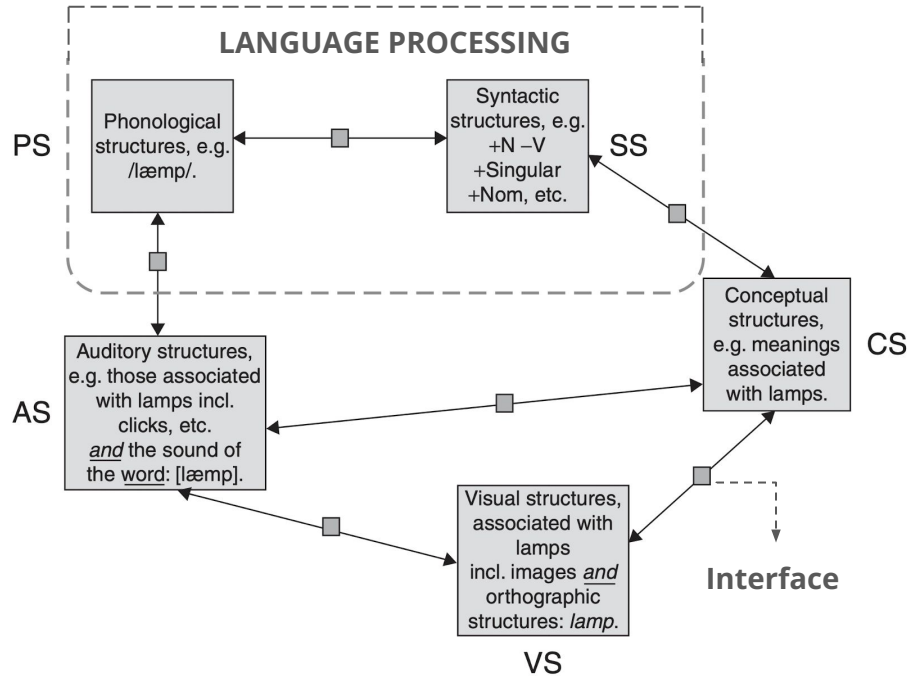 LANGUAGE PROCESSING
PS
Phonological
structures, e.g.
/læmp/.
Syntactic
structures, e.g.
+N –V
+Singular
+Nom, etc.
SS
Conceptual
structures,
e.g. meanings
associated
with lamps.
CS
AS
Auditory structures,
e.g. those associated
with lamps incl.
clicks, etc.
and the sound of
the word: [læmp].
Visual structures,
associated with
lamps
incl. images and
orthographic
structures: lamp.
VS
Interface